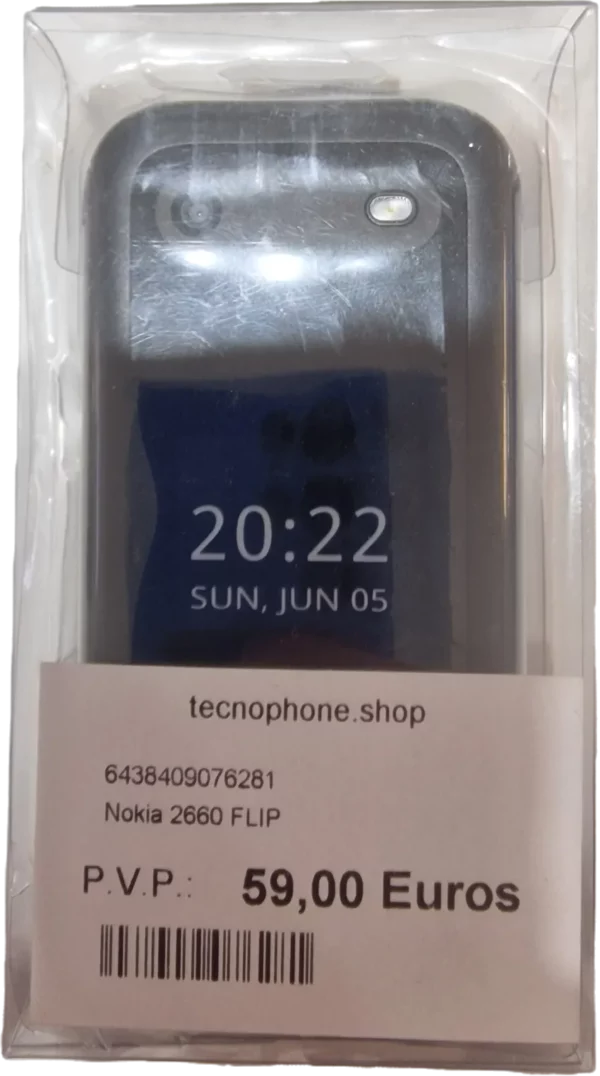 20:22
SUN, JUN 05
tecnophone.shop
6438409076281
Nokia 2660 FLIP
P.V.P.: 59,00 Euros